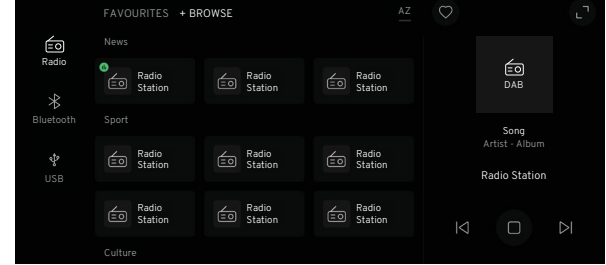 FAVOURITES + BROWSE AZ
Radio
Bluetooth
USB
News
Radio Station
Radio Station
Radio Station
Sport
Radio Station
Radio Station
Radio Station
Radio Station
Radio Station
Radio Station
Culture
DAB
Song
Artist - Album
Radio Station